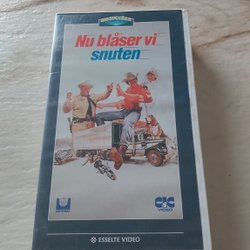 Nu blåser vi
snuten
CIC
VIDEO
ESSELTE VIDEO